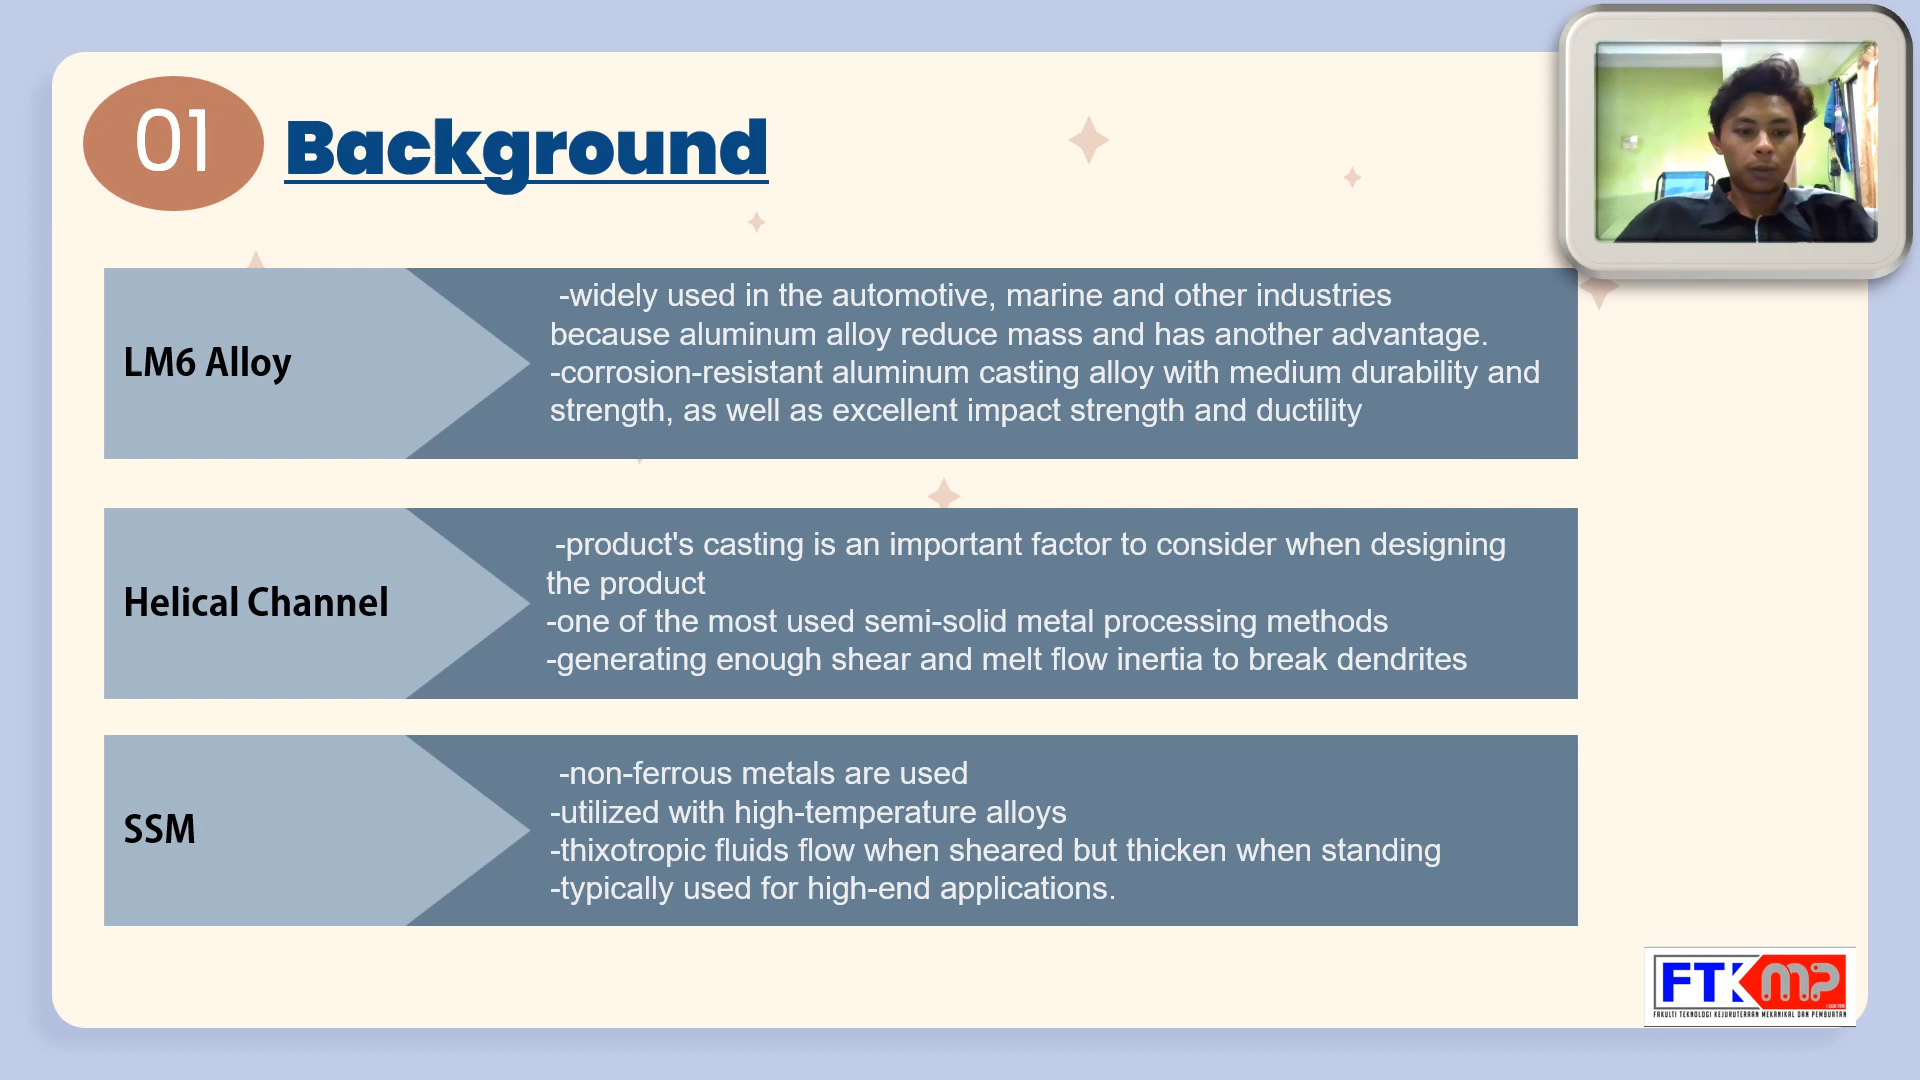 01
Background
LM6 Alloy
-widely used in the automotive, marine and other industries
because aluminum alloy reduce mass and has another advantage.
-corrosion-resistant aluminum casting alloy with medium durability and
strength, as well as excellent impact strength and ductility
Helical Channel
-product's casting is an important factor to consider when designing
the product
-one of the most used semi-solid metal processing methods
-generating enough shear and melt flow inertia to break dendrites
SSM
-non-ferrous metals are used
-utilized with high-temperature alloys
-thixotropic fluids flow when sheared but thicken when standing
-typically used for high-end applications.
FTKMP
FAKULTI TEKNOLOGI KEJURUTERAAN MEKANIKAL DAN PEMBUATAN